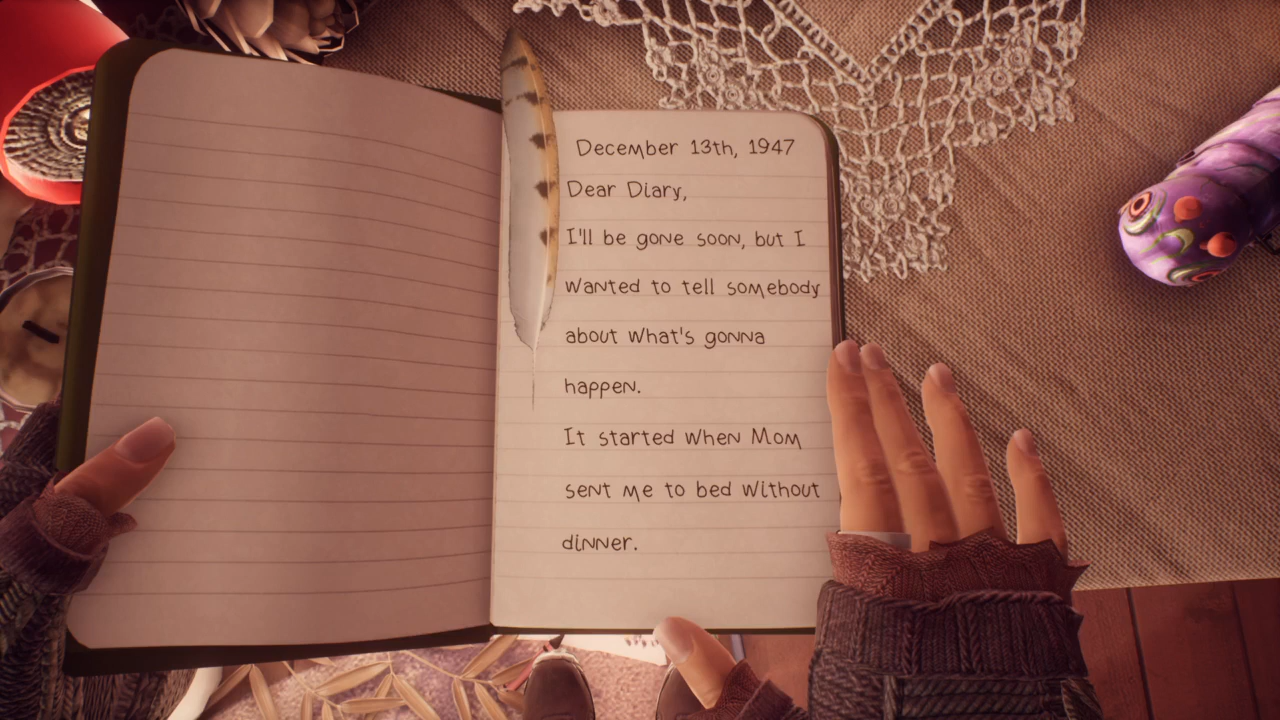 December 13th, 1947
Dear Diary,
I'll be gone soon, but I
wanted to tell somebody
about what's gonna
happen.
It started when Mom
sent me to bed without
dinner.